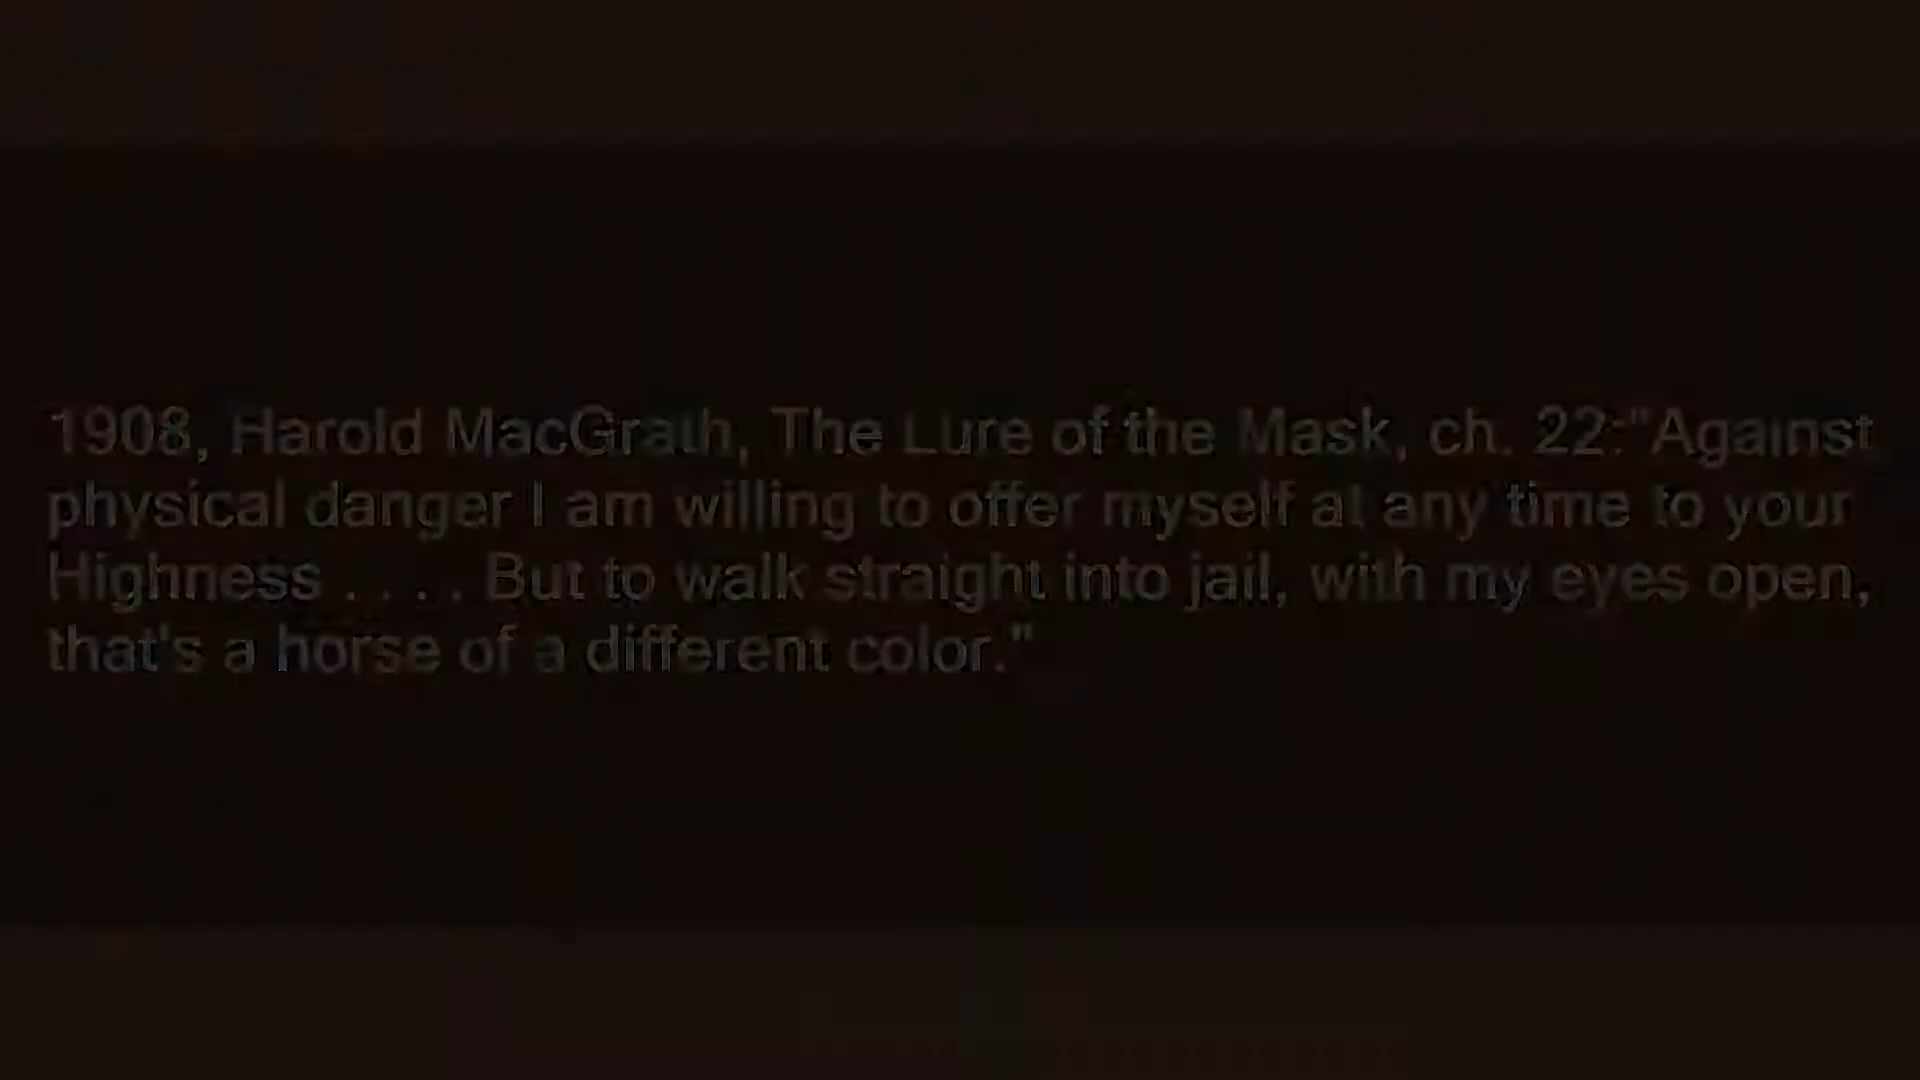 1908, Harold MacGrath, The Lure of the Mask, ch. 22:"Against
physical danger I am willing to offer myself at any time to your
Highness . . . . But to walk straight into jail, with my eyes open,
that's a horse of a different color."